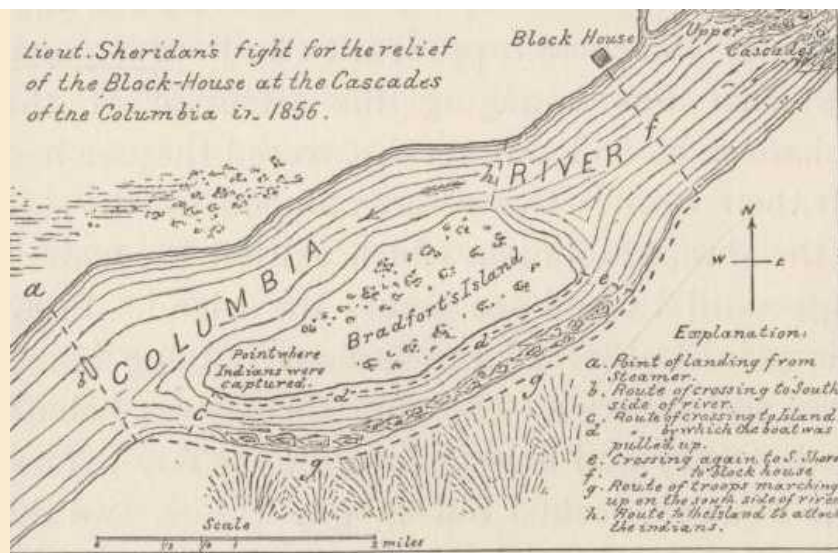 Lieut. Sheridan's fight for the relief
of the Block-House at the Cascades
of the Columbia in 1856.
Block House
Upper
Cascades
f
h
RIVER
N
W E
a
COLUMBIA
Bradfort's Island
e
d
Point where
Indians were
captured.
b
d
c
g
g
Explanation.
a. Point of landing from
Steamer.
b. Route of crossing to South
side of river.
c. Route of crossing to Island
d " by which the boat was
pulled up.
e. Crossing again to S. Shore
f. " to block house
g. Route of troops marching
up on the south side of river
h. Route to the Island to attack
the indians.
Scale
2 miles